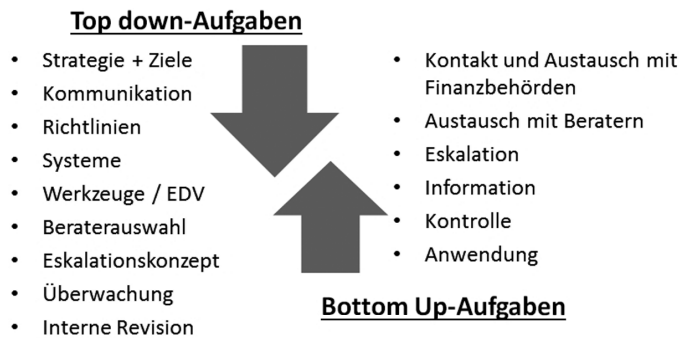 Top down-Aufgaben
• Strategie + Ziele
• Kommunikation
• Richtlinien
• Systeme
• Werkzeuge / EDV
• Beraterauswahl
• Eskalationskonzept
• Überwachung
• Interne Revision
• Kontakt und Austausch mit
Finanzbehörden
• Austausch mit Beratern
• Eskalation
• Information
• Kontrolle
• Anwendung
Bottom Up-Aufgaben